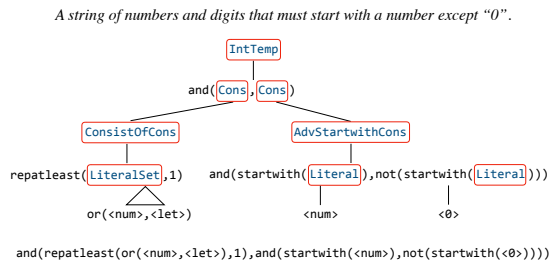 A string of numbers and digits that must start with a number except “0”.
IntTemp
and(Cons,Cons)
ConsistOfCons AdvStartwithCons
repatleast(LiteralSet,1) and(startwith(Literal),not(startwith(Literal)))
or(<num>,<let>) <num> <0>
and(repatleast(or(<num>,<let>),1),and(startwith(<num>),not(startwith(<0>))))